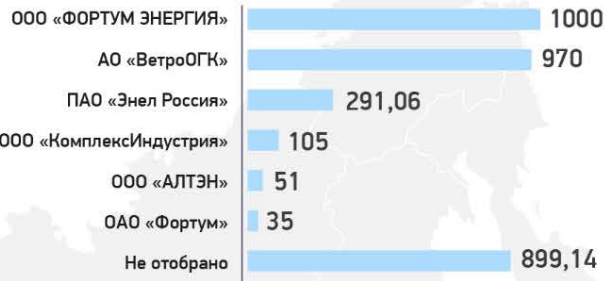 ООО «ФОРТУМ ЭНЕРГИЯ» 1000
АО «ВетроОГК» 970
ПАО «Энел Россия» 291,06
ООО «КомплексИндустрия» 105
ООО «АЛТЭН» 51
ОАО «Фортум» 35
Не отобрано 899,14